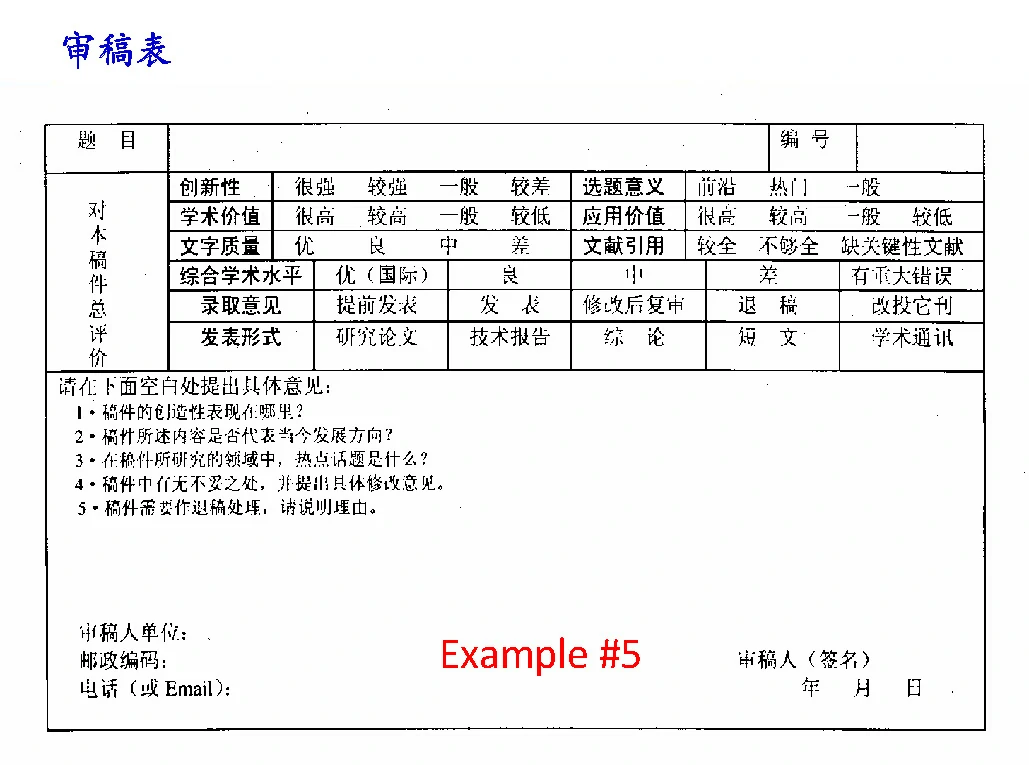 审稿表
题 目 编 号
对本稿件总评价
创新性 很强 较强 一般 较差 选题意义 前沿 热门 一般
学术价值 很高 较高 一般 较低 应用价值 很高 较高 一般 较低
文字质量 优 良 中 差 文献引用 较全 不够全 缺关键性文献
综合学术水平 优（国际） 良 中 差 有重大错误
录取意见 提前发表 发 表 修改后复审 退 稿 改投它刊
发表形式 研究论文 技术报告 综 论 短 文 学术通讯
请在下面空白处提出具体意见：
1·稿件的创造性表现在哪里？
2·稿件所述内容是否代表当今发展方向？
3·在稿件所研究的领域中，热点话题是什么？
4·稿件中有无不妥之处，并提出具体修改意见。
5·稿件需要作退稿处理，请说明理由。
审稿人单位：
邮政编码： Example #5 审稿人（签名）
电话（或 Email）： 年 月 日